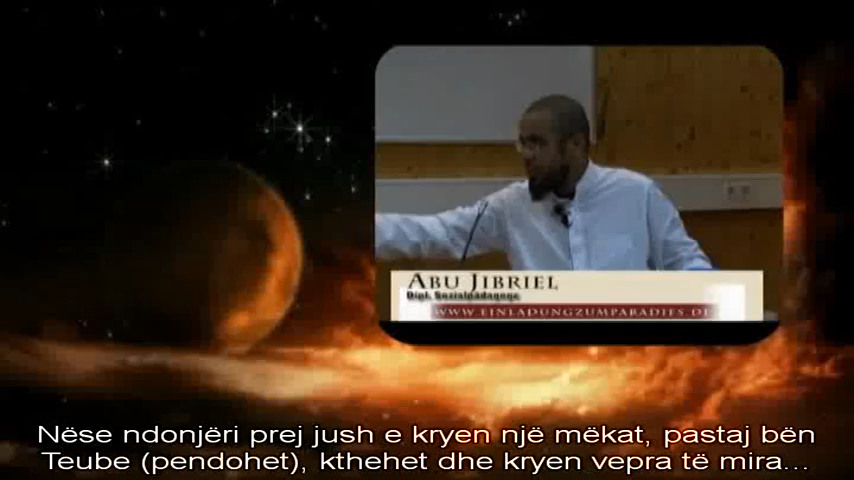 ABU JIBRIEL
Dipl. Sozialpädagoge
WWW.EINLADUNGZUMPARADIES.DE
Nëse ndonjëri prej jush e kryen një mëkat, pastaj bën
Teube (pendohet), kthehet dhe kryen vepra të mira...